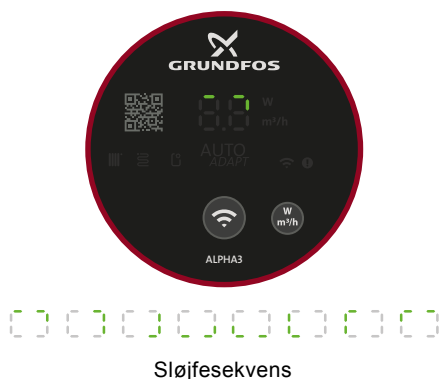 GRUNDFOS
W
m³/h
AUTO
ADAPT
W
m³/h
ALPHA3
Sløjfesekvens